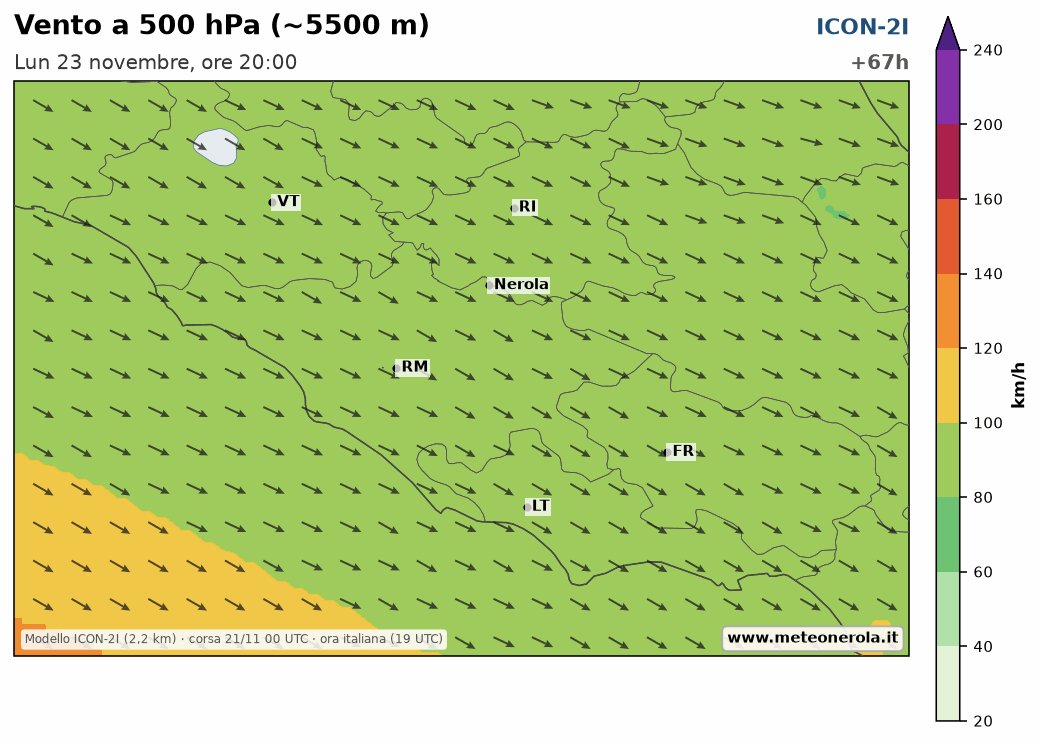 Vento a 500 hPa (~5500 m)
ICON-2I
Lun 23 novembre, ore 20:00
+67h
VT
RI
Nerola
RM
FR
LT
Modello ICON-2I (2,2 km) · corsa 21/11 00 UTC · ora italiana (19 UTC)
www.meteonerola.it
240
200
160
140
120
100
80
60
40
20
km/h